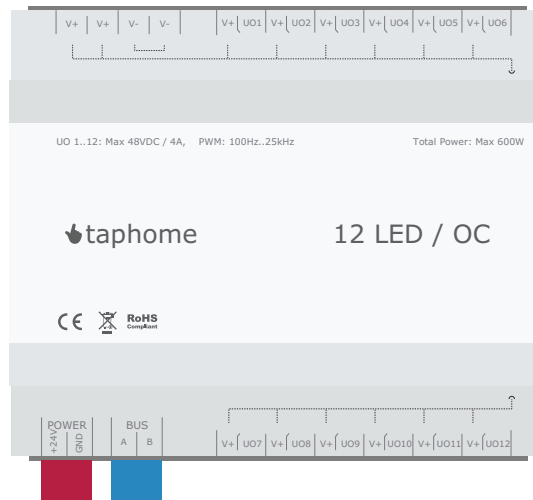 V+ V+ V- V- V+ UO1 V+ UO2 V+ UO3 V+ UO4 V+ UO5 V+ UO6
UO 1..12: Max 48VDC / 4A, PWM: 100Hz..25kHz Total Power: Max 600W
taphome 12 LED / OC
CE RoHS
Compliant
POWER BUS
+24V GND A B V+ UO7 V+ UO8 V+ UO9 V+ UO10 V+ UO11 V+ UO12